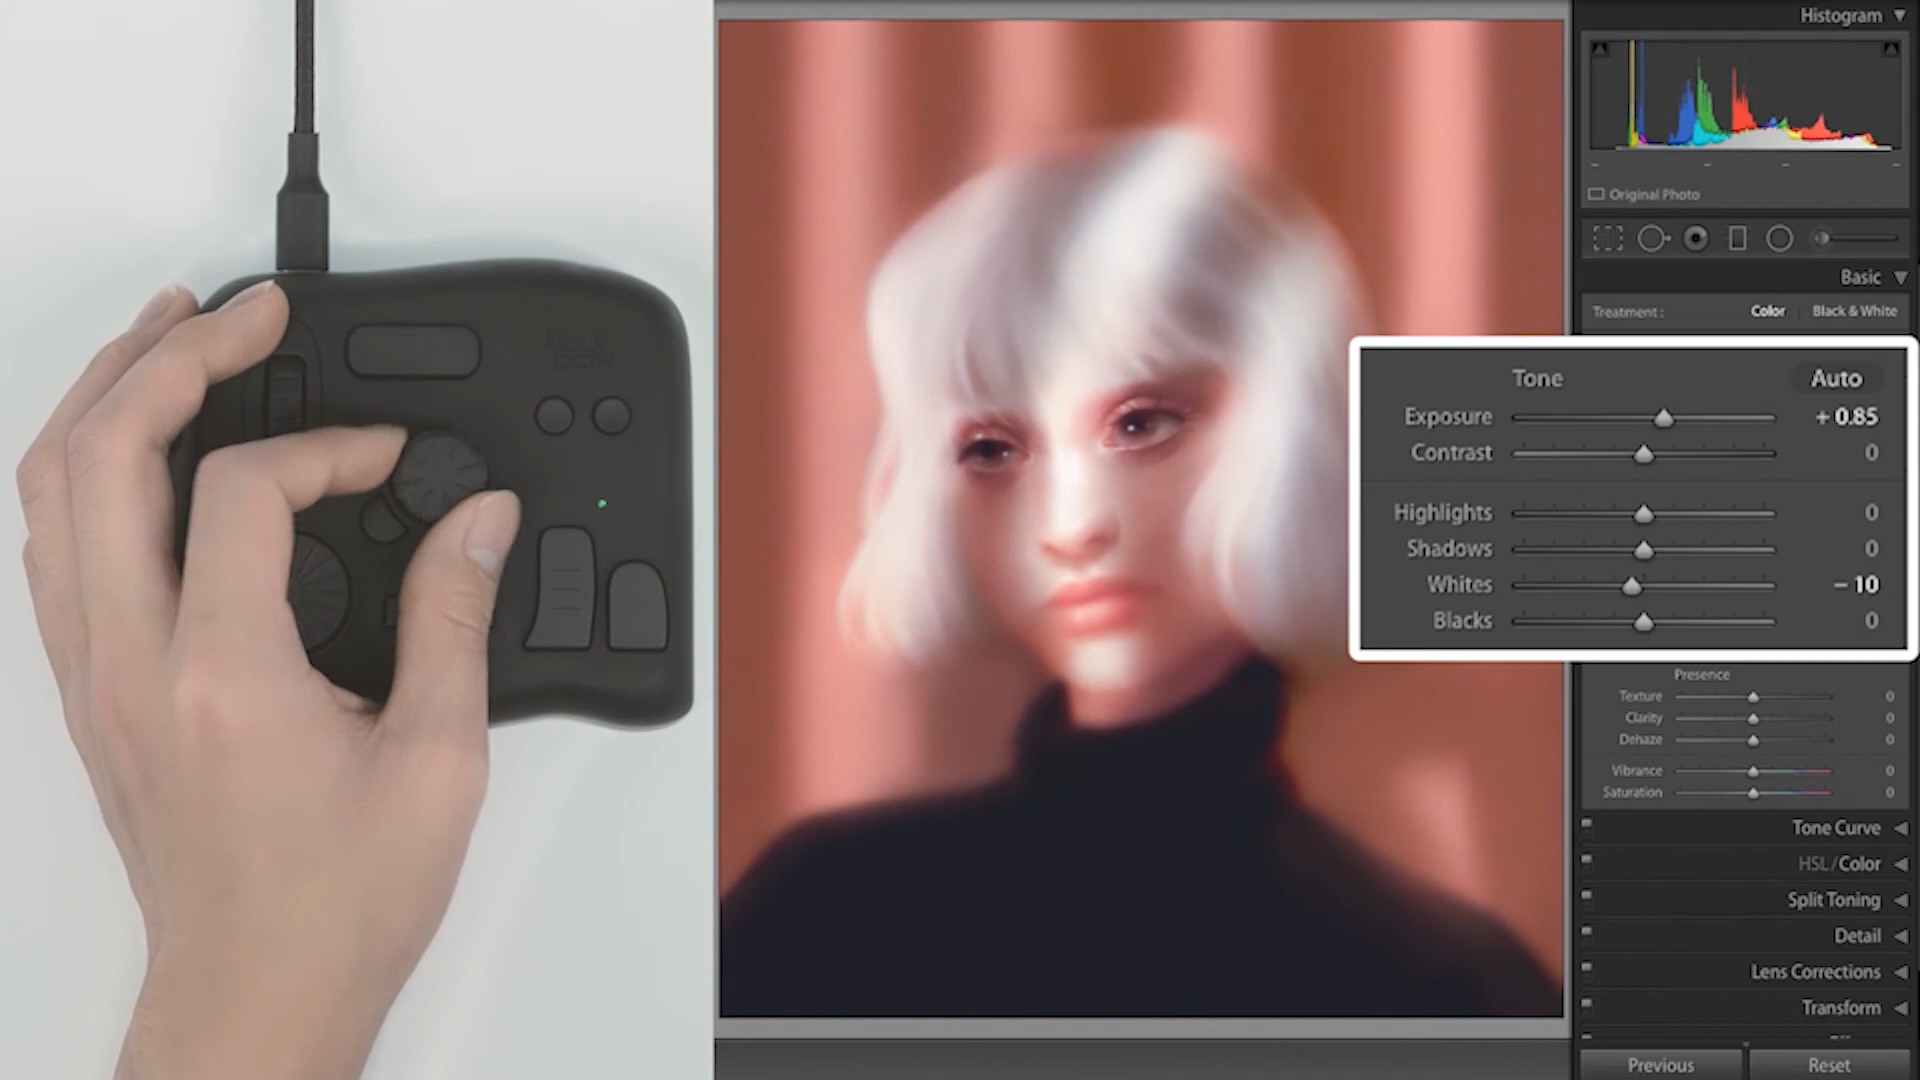 Histogram
Original Photo
Basic
Treatment : Color Black & White
Tone Auto
Exposure + 0.85
Contrast 0
Highlights 0
Shadows 0
Whites – 10
Blacks 0
Presence
Texture 0
Clarity 0
Dehaze 0
Vibrance 0
Saturation 0
Tone Curve
HSL / Color
Split Toning
Detail
Lens Corrections
Transform
Previous Reset